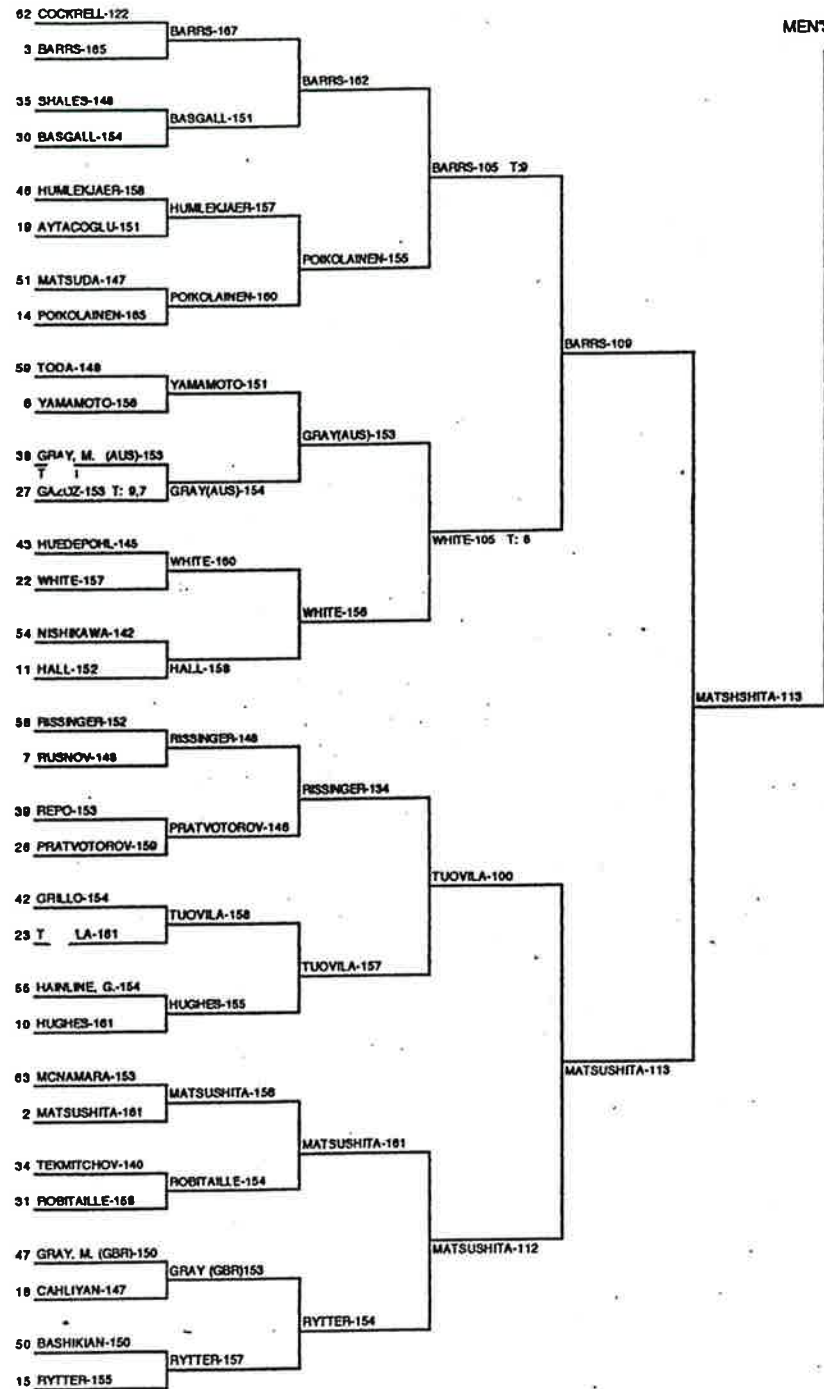 MEN'S
62 COCKRELL-122
BARRS-167
3 BARRS-165
BARRS-162
35 SHALES-148
BASGALL-151
30 BASGALL-154
BARRS-105 T:9
46 HUMLEKJAER-158
HUMLEKJAER-157
19 AYTACOGLU-151
POIKOLAINEN-155
51 MATSUDA-147
POIKOLAINEN-160
14 POIKOLAINEN-165
BARRS-109
59 TODA-148
YAMAMOTO-151
6 YAMAMOTO-156
GRAY(AUS)-153
38 GRAY, M. (AUS)-153
T
GRAY(AUS)-154
27 GAZOZ-153 T: 9,7
WHITE-105 T: 8
43 HUEDEPOHL-145
WHITE-160
22 WHITE-157
WHITE-156
54 NISHIKAWA-142
HALL-158
11 HALL-152
MATSHSHITA-113
58 RISSINGER-152
RISSINGER-148
7 RUSNOV-148
RISSINGER-134
39 REPO-153
PRATVOTOROV-146
26 PRATVOTOROV-159
TUOVILA-100
42 GRILLO-154
TUOVILA-158
23 T LA-161
TUOVILA-157
55 HAINLINE, G.-154
HUGHES-155
10 HUGHES-161
MATSUSHITA-113
63 MCNAMARA-153
MATSUSHITA-156
2 MATSUSHITA-161
MATSUSHITA-161
34 TEKMITCHOV-140
ROBITAILLE-154
31 ROBITAILLE-158
MATSUSHITA-112
47 GRAY, M. (GBR)-150
GRAY (GBR)153
18 CAHLIYAN-147
RYTTER-154
50 BASHIKIAN-150
RYTTER-157
15 RYTTER-155